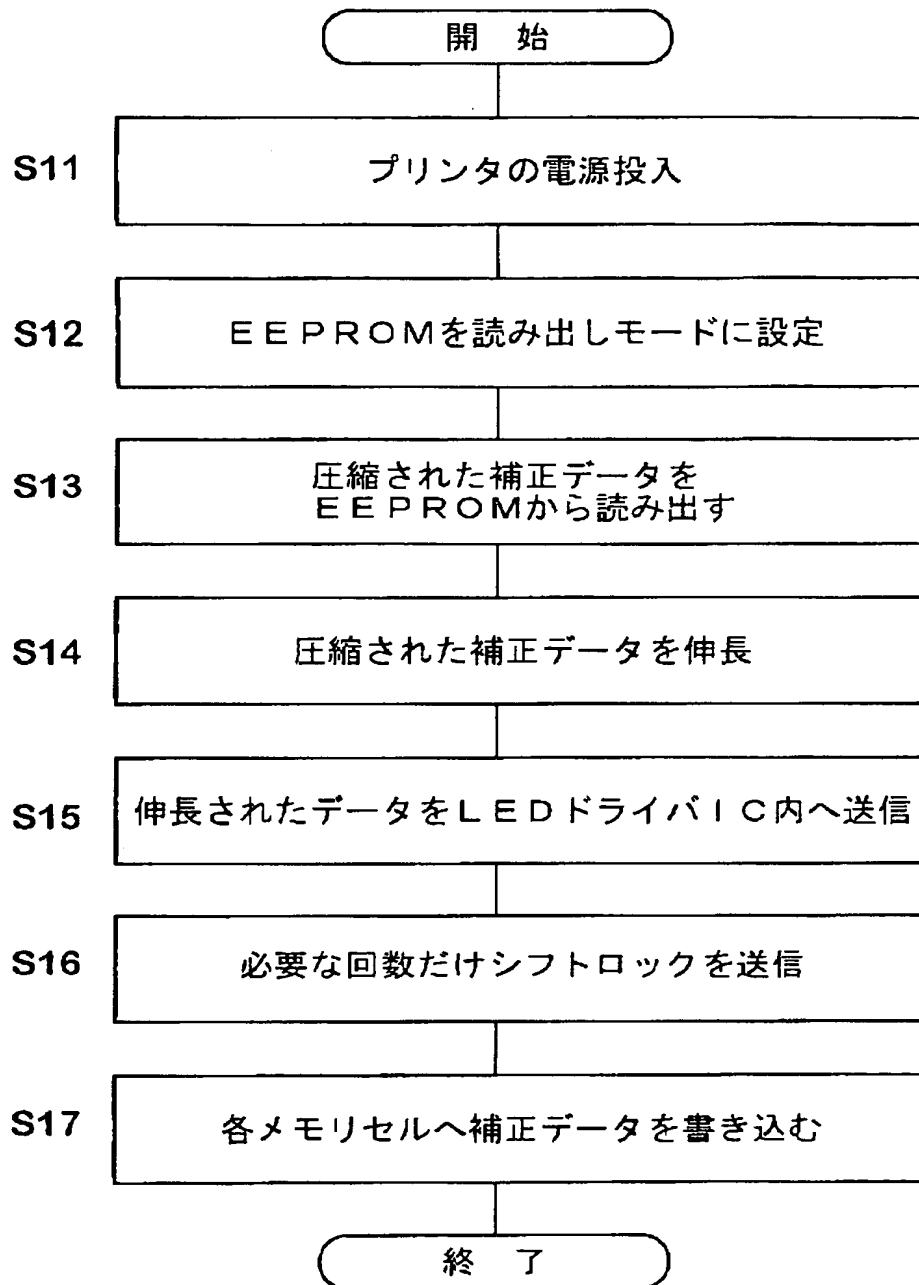 開 始
S11 プリンタの電源投入
S12 EEPROMを読み出しモードに設定
S13 圧縮された補正データを
EEPROMから読み出す
S14 圧縮された補正データを伸長
S15 伸長されたデータをLEDドライバIC内へ送信
S16 必要な回数だけシフトロックを送信
S17 各メモリセルへ補正データを書き込む
終 了